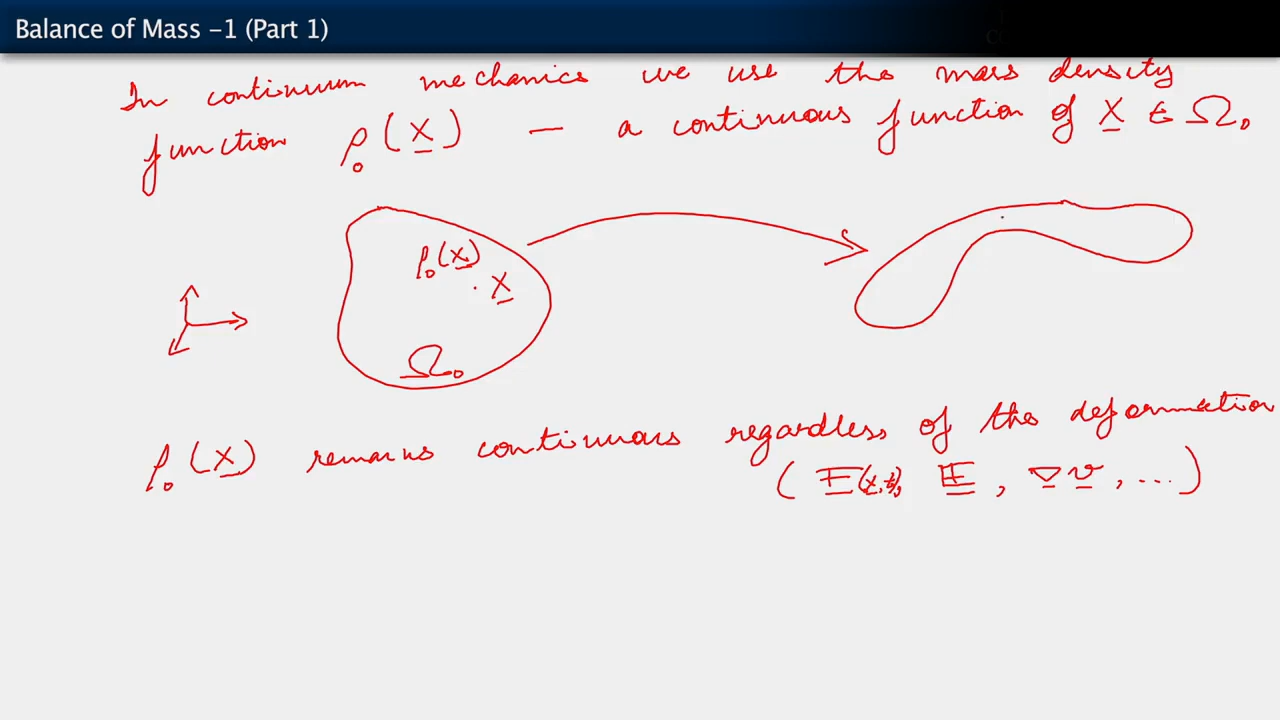 Balance of Mass -1 (Part 1)
In continuum mechanics we use the mass density
function ρ₀(X) — a continuous function of X ∈ Ω₀
ρ₀(X)
X
Ω₀
ρ₀(X) remains continuous regardless of the deformation
(F(X,t), E, ∇v, ...)